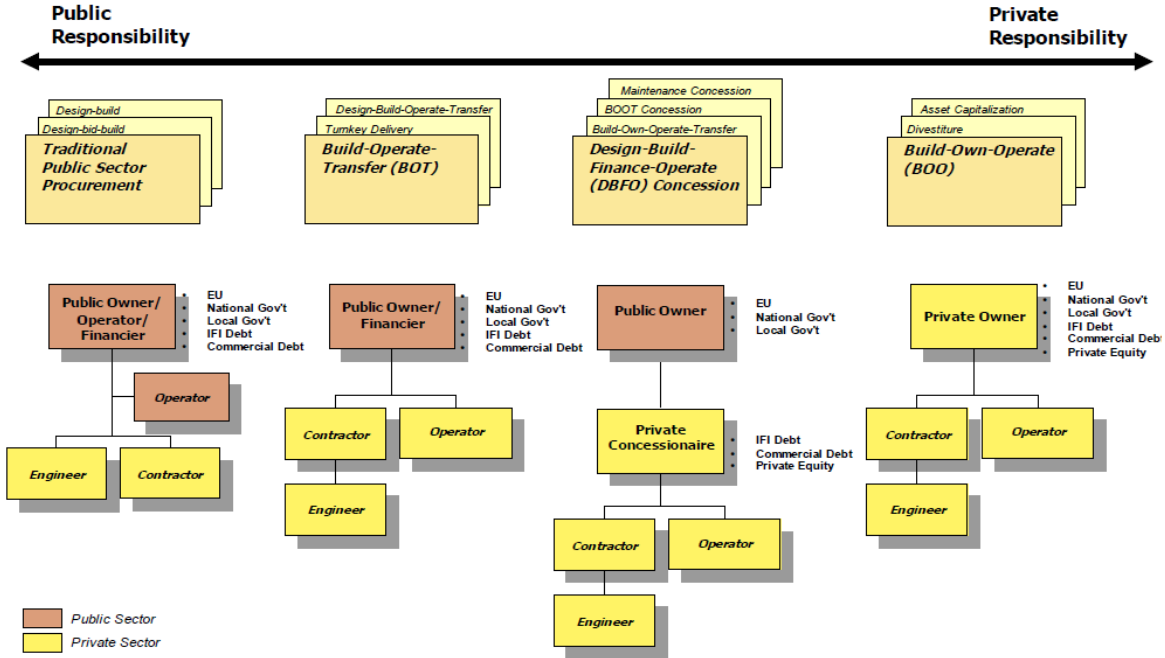 Public
Responsibility
Private
Responsibility
Design-build
Design-bid-build
Traditional
Public Sector
Procurement
Design-Build-Operate-Transfer
Turnkey Delivery
Build-Operate-
Transfer (BOT)
Maintenance Concession
BOOT Concession
Build-Own-Operate-Transfer
Design-Build-
Finance-Operate
(DBFO) Concession
Asset Capitalization
Divestiture
Build-Own-Operate
(BOO)
Public Owner/
Operator/
Financier
• EU
• National Gov't
• Local Gov't
• IFI Debt
• Commercial Debt
Operator
Engineer
Contractor
Public Owner/
Financier
• EU
• National Gov't
• Local Gov't
• IFI Debt
• Commercial Debt
Contractor
Operator
Engineer
Public Owner
• EU
• National Gov't
• Local Gov't
Private
Concessionaire
• IFI Debt
• Commercial Debt
• Private Equity
Contractor
Operator
Engineer
Private Owner
• EU
• National Gov't
• Local Gov't
• IFI Debt
• Commercial Debt
• Private Equity
Contractor
Operator
Engineer
Public Sector
Private Sector